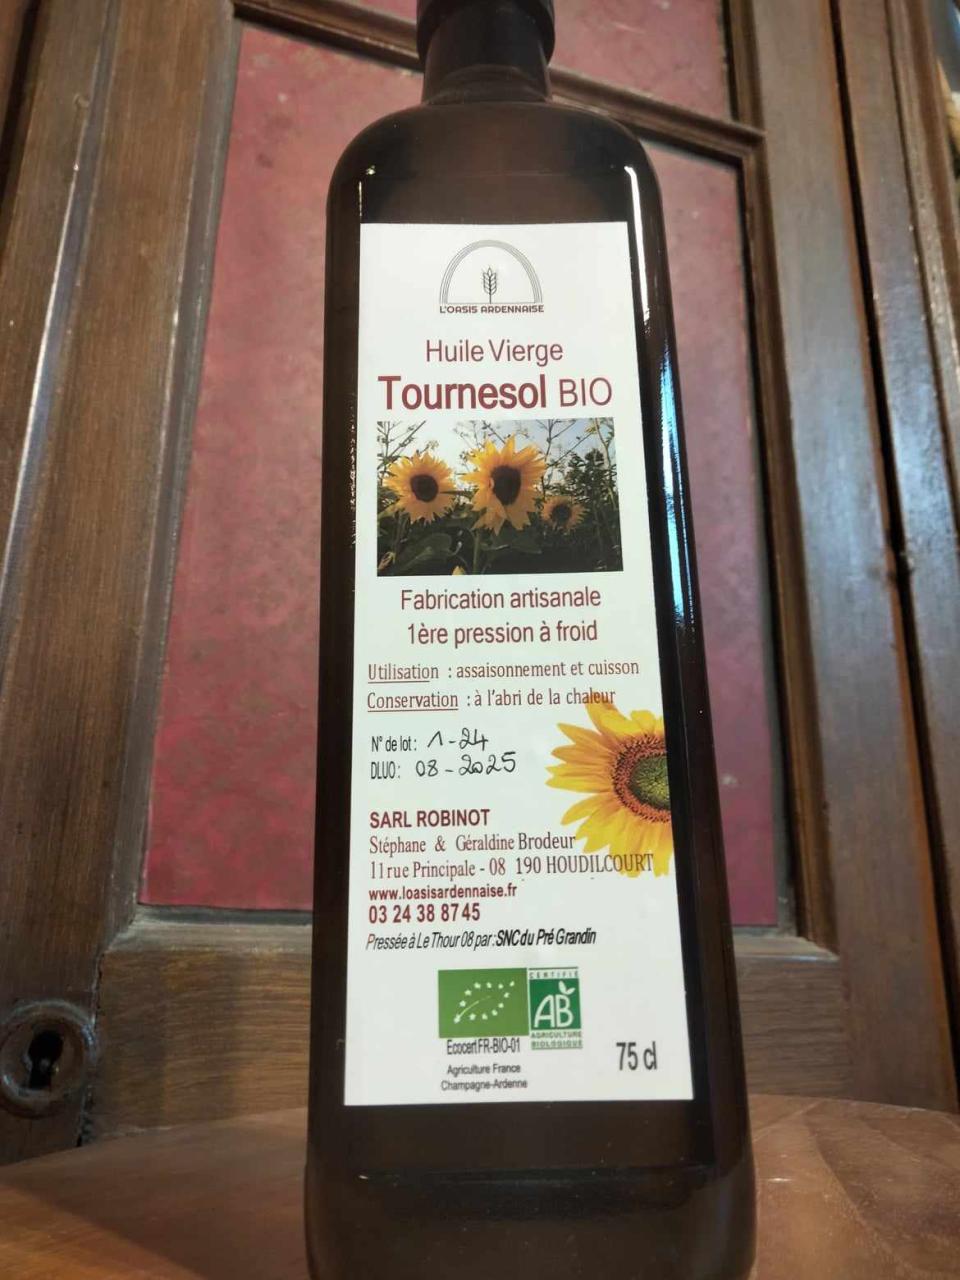 L'OASIS ARDENNAISE
Huile Vierge
Tournesol BIO
Fabrication artisanale
1ère pression à froid
Utilisation : assaisonnement et cuisson
Conservation : à l'abri de la chaleur
N° de lot : 1-24
DLUO : 08-2025
SARL ROBINOT
Stéphane & Géraldine Brodeur
11 rue Principale - 08 190 HOUDILCOURT
www.loasisardennaise.fr
03 24 38 87 45
Pressée à Le Thour 08 par : SNC du Pré Grandin
CERTIFIÉ
AB
AGRICULTURE
BIOLOGIQUE
Ecocert FR-BIO-01
Agriculture France
Champagne-Ardenne
75 cl